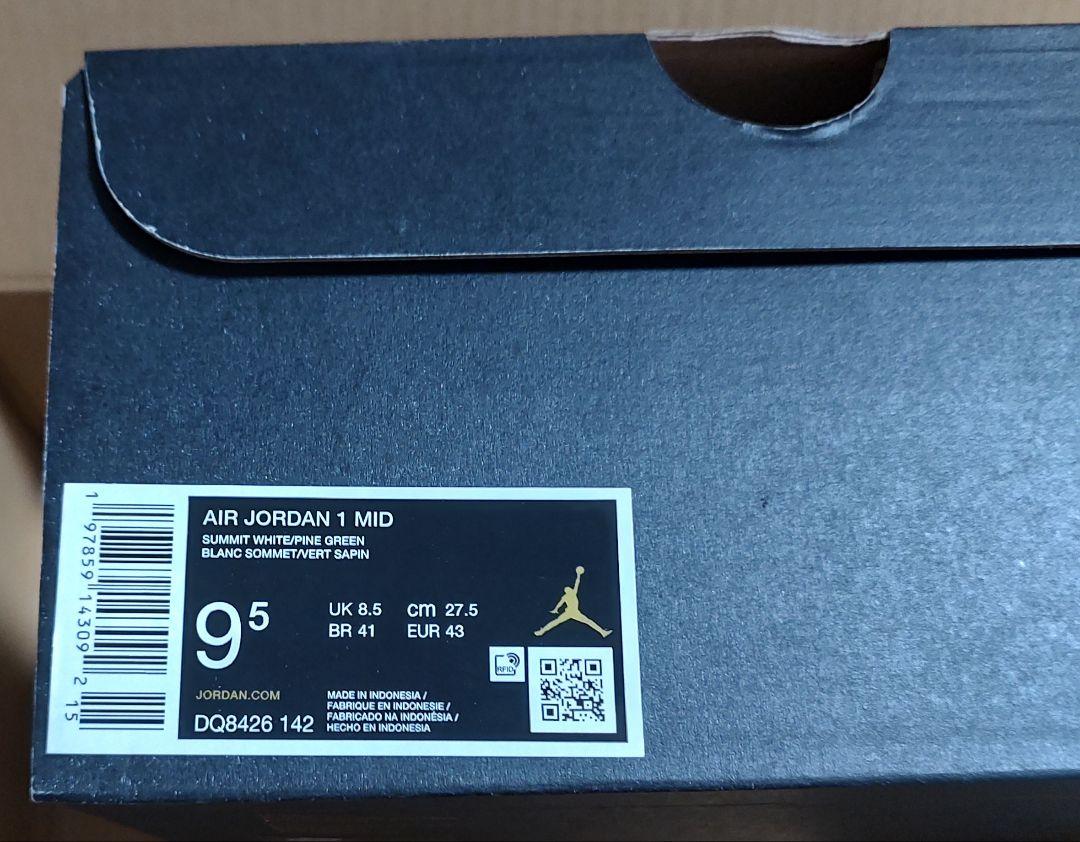 AIR JORDAN 1 MID
SUMMIT WHITE/PINE GREEN
BLANC SOMMET/VERT SAPIN
9 5
UK 8.5 cm 27.5
BR 41 EUR 43
RFID
JORDAN.COM
DQ8426 142
MADE IN INDONESIA /
FABRIQUE EN INDONESIE /
FABRICADO NA INDONÉSIA /
HECHO EN INDONESIA
1 97859 14309 2 15